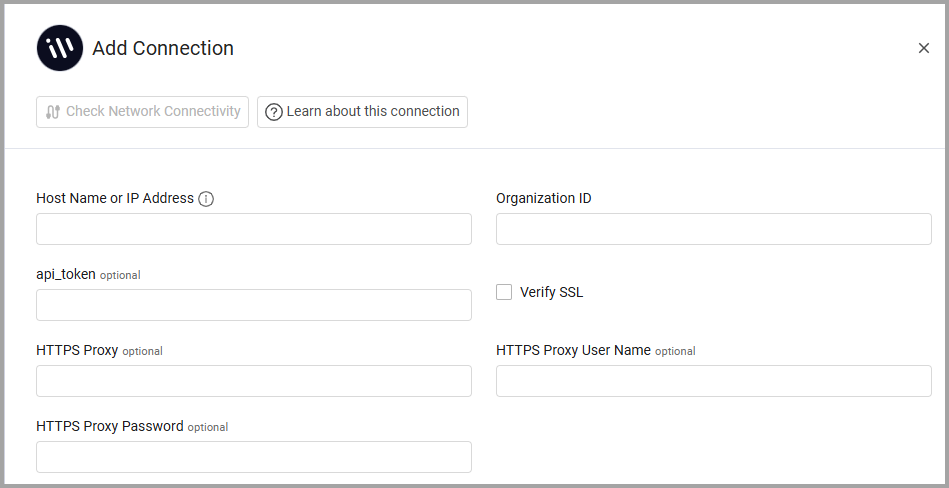 Add Connection
Check Network Connectivity
Learn about this connection
Host Name or IP Address
Organization ID
api_token optional
Verify SSL
HTTPS Proxy optional
HTTPS Proxy User Name optional
HTTPS Proxy Password optional